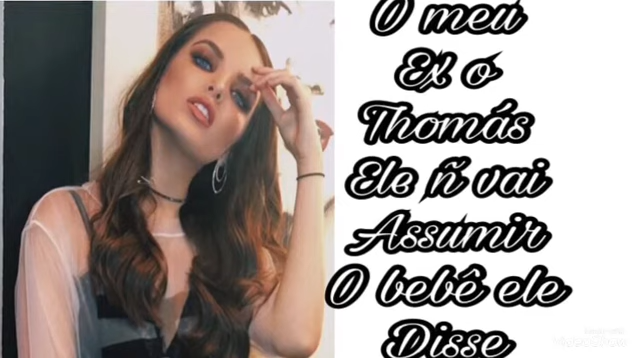 O meu
Ex o
Thomás
Ele ñ vai
Assumir
O bebê ele
Disse